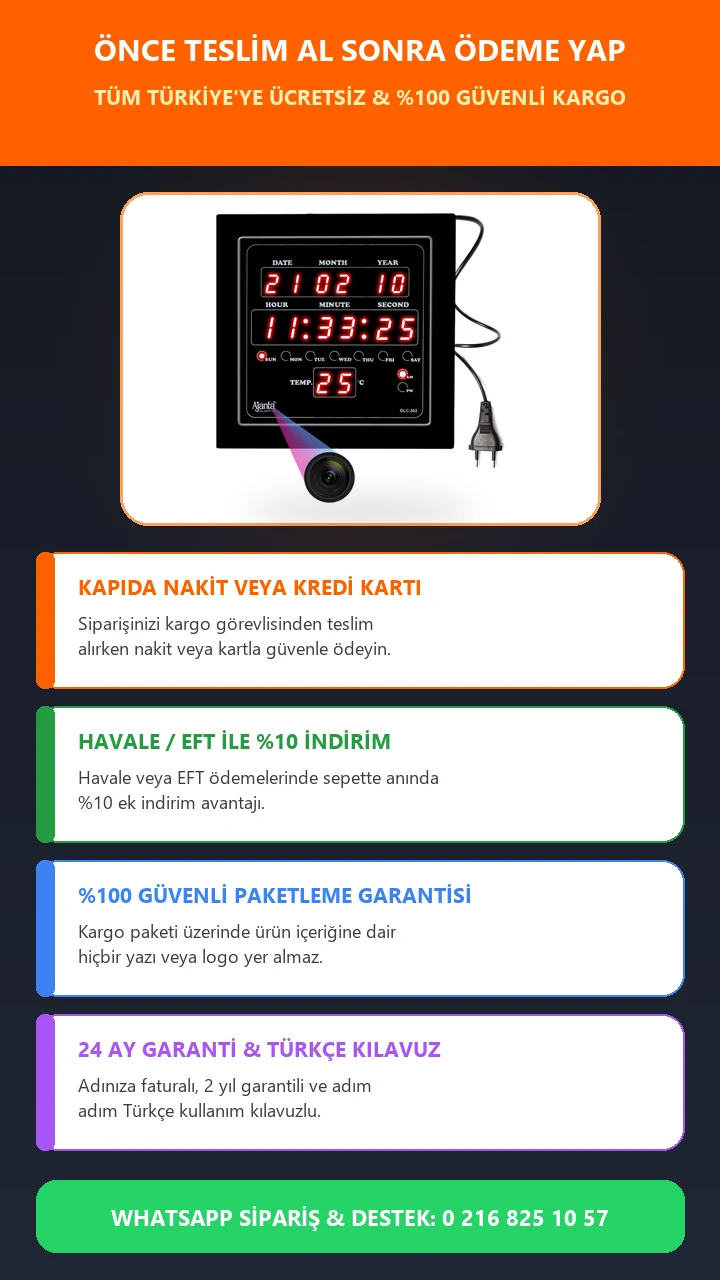 ÖNCE TESLİM AL SONRA ÖDEME YAP
TÜM TÜRKİYE'YE ÜCRETSİZ & %100 GÜVENLİ KARGO
DATE MONTH YEAR
21 02 10
HOUR MINUTE SECOND
11:33:25
SUN MON TUE WED THU FRI SAT
TEMP. 25 °C
AM
PM
Ajanta
OLC-302
KAPIDA NAKİT VEYA KREDİ KARTI
Siparişinizi kargo görevlisinden teslim
alırken nakit veya kartla güvenle ödeyin.
HAVALE / EFT İLE %10 İNDİRİM
Havale veya EFT ödemelerinde sepette anında
%10 ek indirim avantajı.
%100 GÜVENLİ PAKETLEME GARANTİSİ
Kargo paketi üzerinde ürün içeriğine dair
hiçbir yazı veya logo yer almaz.
24 AY GARANTİ & TÜRKÇE KILAVUZ
Adınıza faturalı, 2 yıl garantili ve adım
adım Türkçe kullanım kılavuzlu.
WHATSAPP SİPARİŞ & DESTEK: 0 216 825 10 57